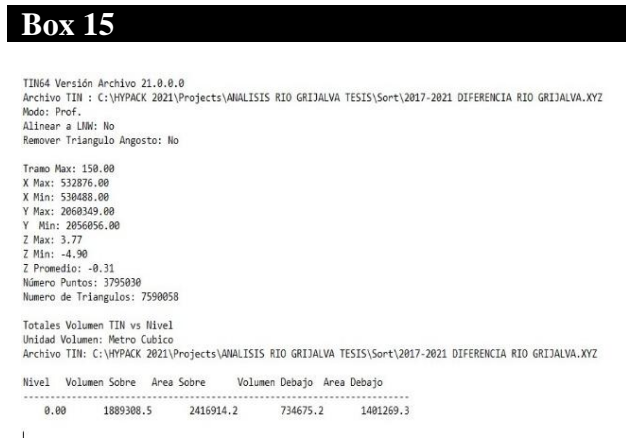 Box 15
TIN64 Versión Archivo 21.0.0.0
Archivo TIN : C:\HYPACK 2021\Projects\ANALISIS RIO GRIJALVA TESIS\Sort\2017-2021 DIFERENCIA RIO GRIJALVA.XYZ
Modo: Prof.
Alinear a LNW: No
Remover Triangulo Angosto: No
Tramo Max: 150.00
X Max: 532876.00
X Min: 530488.00
Y Max: 2060349.00
Y Min: 2056056.00
Z Max: 3.77
Z Min: -4.90
Z Promedio: -0.31
Número Puntos: 3795030
Numero de Triangulos: 7590058
Totales Volumen TIN vs Nivel
Unidad Volumen: Metro Cubico
Archivo TIN: C:\HYPACK 2021\Projects\ANALISIS RIO GRIJALVA TESIS\Sort\2017-2021 DIFERENCIA RIO GRIJALVA.XYZ
Nivel Volumen Sobre Area Sobre Volumen Debajo Area Debajo
0.00 1889308.5 2416914.2 734675.2 1401269.3